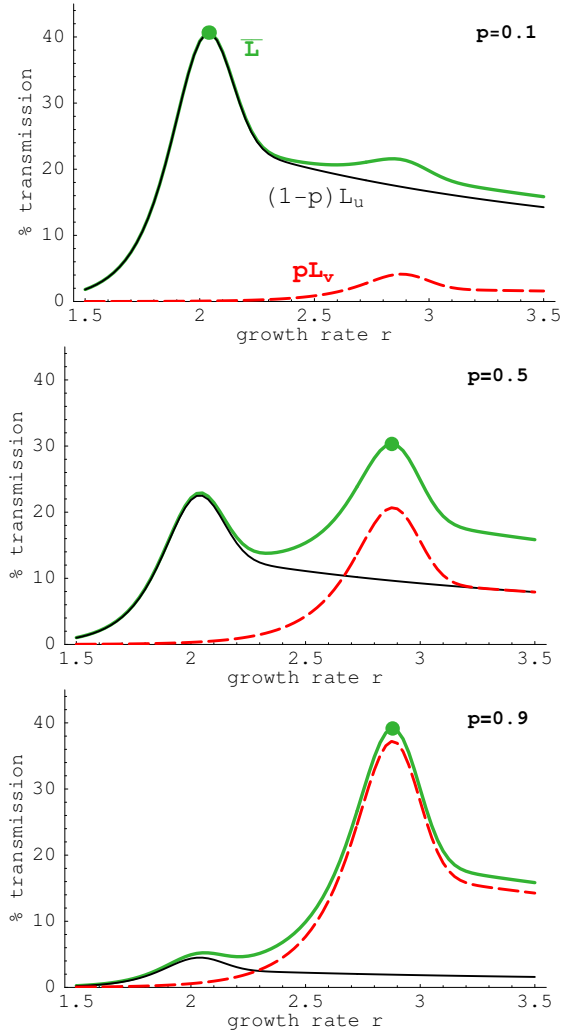 40
30
20
10
0
% transmission
L̅
p=0.1
(1-p)Lᵤ
pLᵥ
1.5 2 2.5 3 3.5
growth rate r
40
30
20
10
0
% transmission
p=0.5
1.5 2 2.5 3 3.5
growth rate r
40
30
20
10
0
% transmission
p=0.9
1.5 2 2.5 3 3.5
growth rate r